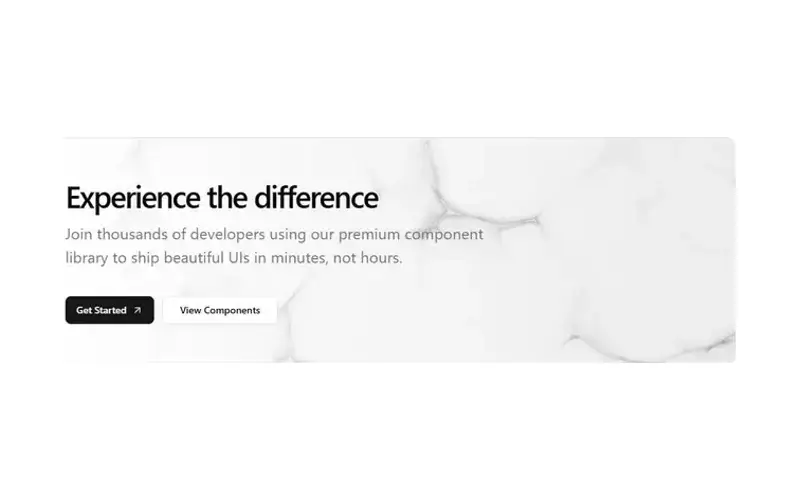 Experience the difference
Join thousands of developers using our premium component
library to ship beautiful UIs in minutes, not hours.
Get Started
View Components